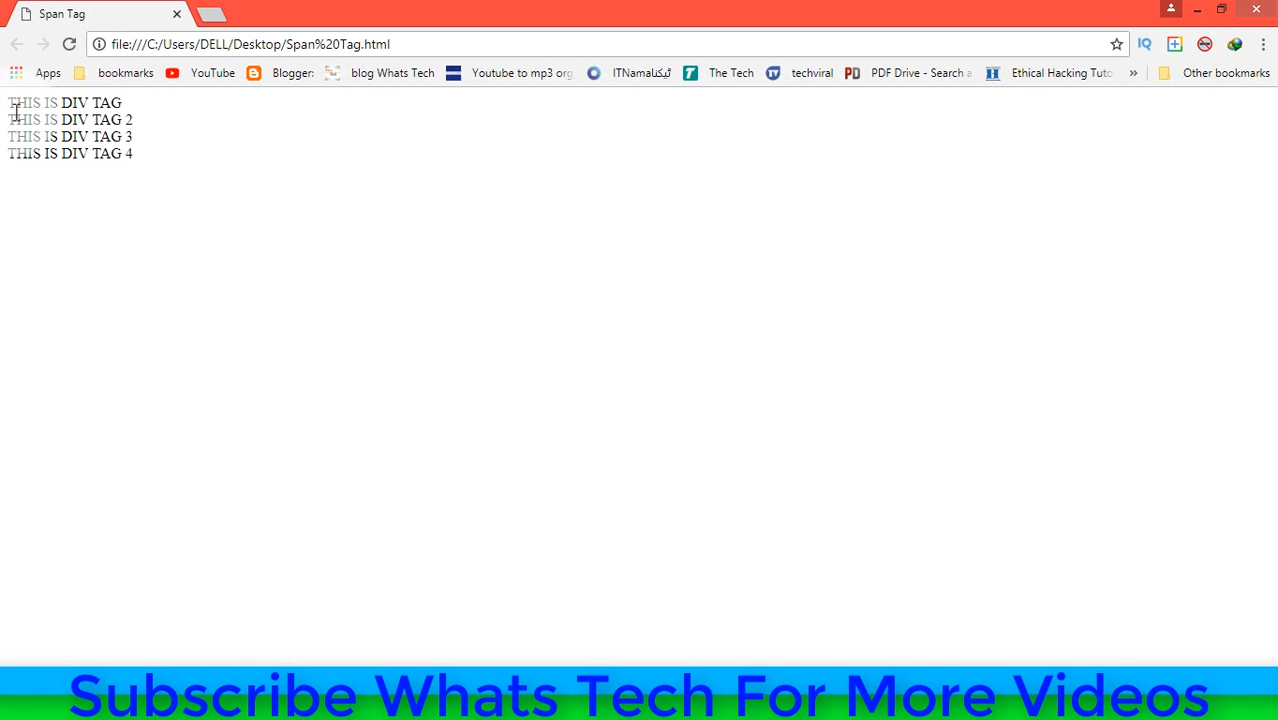 Span Tag
file:///C:/Users/DELL/Desktop/Span%20Tag.html
IQ
Apps bookmarks YouTube Blogger: blog Whats Tech Youtube to mp3 org ITNamaٹیکنامہ The Tech techviral PDF Drive - Search a Ethical Hacking Tuto » Other bookmarks
THIS IS DIV TAG
THIS IS DIV TAG 2
THIS IS DIV TAG 3
THIS IS DIV TAG 4
Subscribe Whats Tech For More Videos